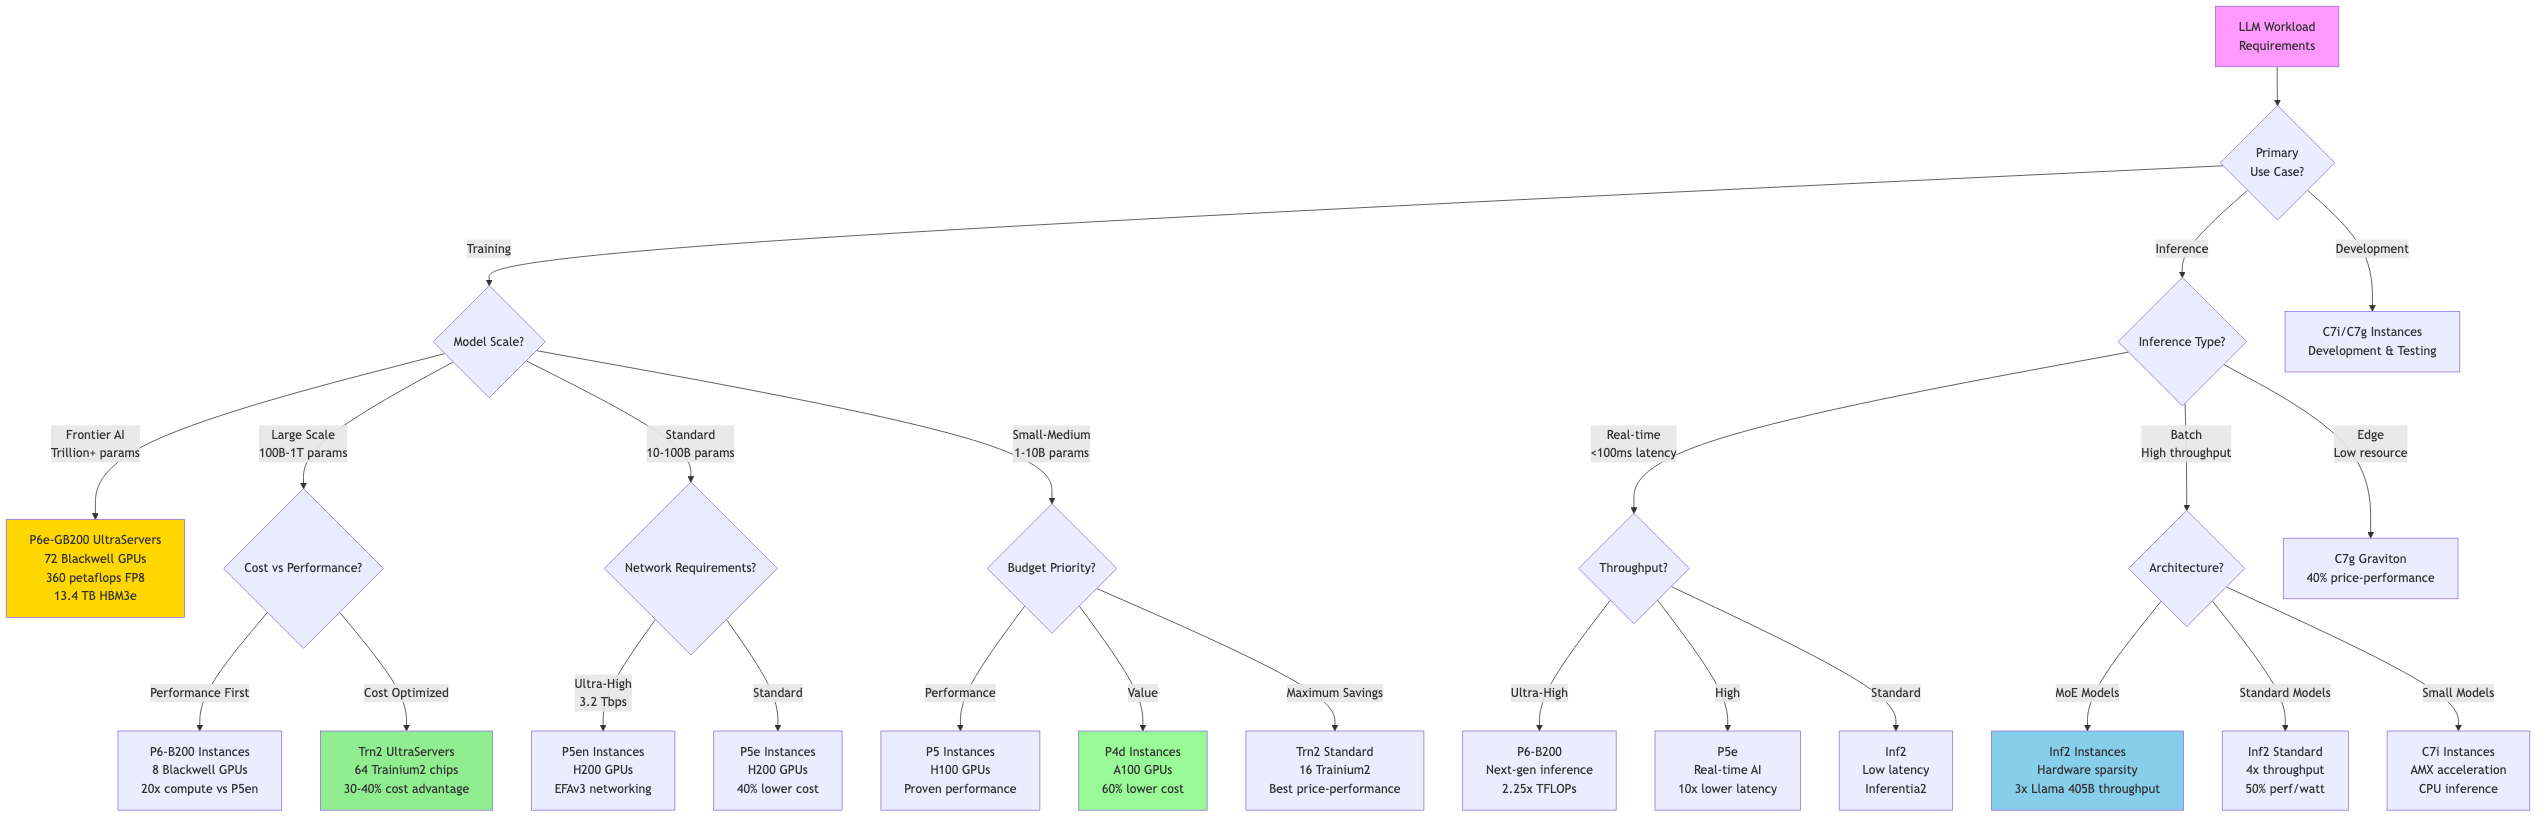 LLM Workload
Requirements
Primary
Use Case?
Training
Inference
Development
Model Scale?
Inference Type?
C7i/C7g Instances
Development & Testing
Frontier AI
Trillion+ params
Large Scale
100B-1T params
Standard
10-100B params
Small-Medium
1-10B params
Real-time
<100ms latency
Batch
High throughput
Edge
Low resource
P6e-GB200 UltraServers
72 Blackwell GPUs
360 petaflops FP8
13.4 TB HBM3e
Cost vs Performance?
Network Requirements?
Budget Priority?
Throughput?
Architecture?
C7g Graviton
40% price-performance
Performance First
Cost Optimized
Ultra-High
3.2 Tbps
Standard
Performance
Value
Maximum Savings
Ultra-High
High
Standard
MoE Models
Standard Models
Small Models
P6-B200 Instances
8 Blackwell GPUs
20x compute vs P5en
Trn2 UltraServers
64 Trainium2 chips
30-40% cost advantage
P5en Instances
H200 GPUs
EFAv3 networking
P5e Instances
H200 GPUs
40% lower cost
P5 Instances
H100 GPUs
Proven performance
P4d Instances
A100 GPUs
60% lower cost
Trn2 Standard
16 Trainium2
Best price-performance
P6-B200
Next-gen inference
2.25x TFLOPs
P5e
Real-time AI
10x lower latency
Inf2
Low latency
Inferentia2
Inf2 Instances
Hardware sparsity
3x Llama 405B throughput
Inf2 Standard
4x throughput
50% perf/watt
C7i Instances
AMX acceleration
CPU inference